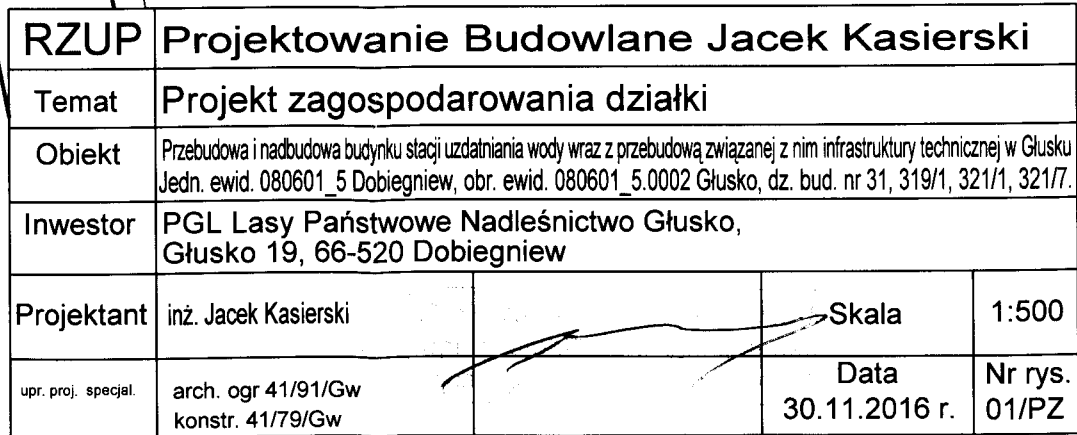 RZUP Projektowanie Budowlane Jacek Kasierski
Temat Projekt zagospodarowania działki
Obiekt Przebudowa i nadbudowa budynku stacji uzdatniania wody wraz z przebudową związanej z nim infrastruktury technicznej w Głusku
Jedn. ewid. 080601_5 Dobiegniew, obr. ewid. 080601_5.0002 Głusko, dz. bud. nr 31, 319/1, 321/1, 321/7.
Inwestor PGL Lasy Państwowe Nadleśnictwo Głusko,
Głusko 19, 66-520 Dobiegniew
Projektant inż. Jacek Kasierski Skala 1:500
upr. proj. specjal. arch. ogr 41/91/Gw
konstr. 41/79/Gw
Data
30.11.2016 r.
Nr rys.
01/PZ